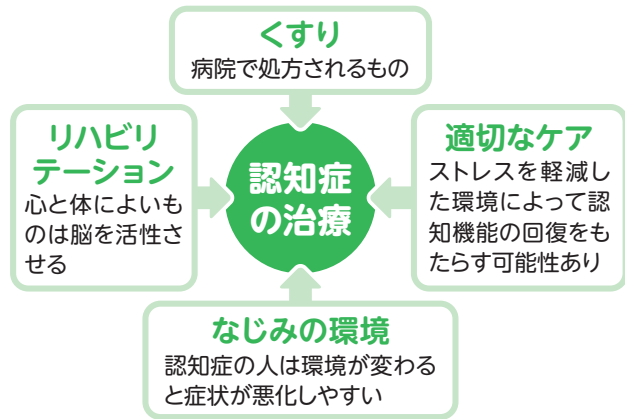 くすり
病院で処方されるもの
リハビリ
テーション
心と体によいも
のは脳を活性さ
せる
認知症
の治療
適切なケア
ストレスを軽減し
た環境によって認
知機能の回復をも
たらす可能性あり
なじみの環境
認知症の人は環境が変わる
と症状が悪化しやすい